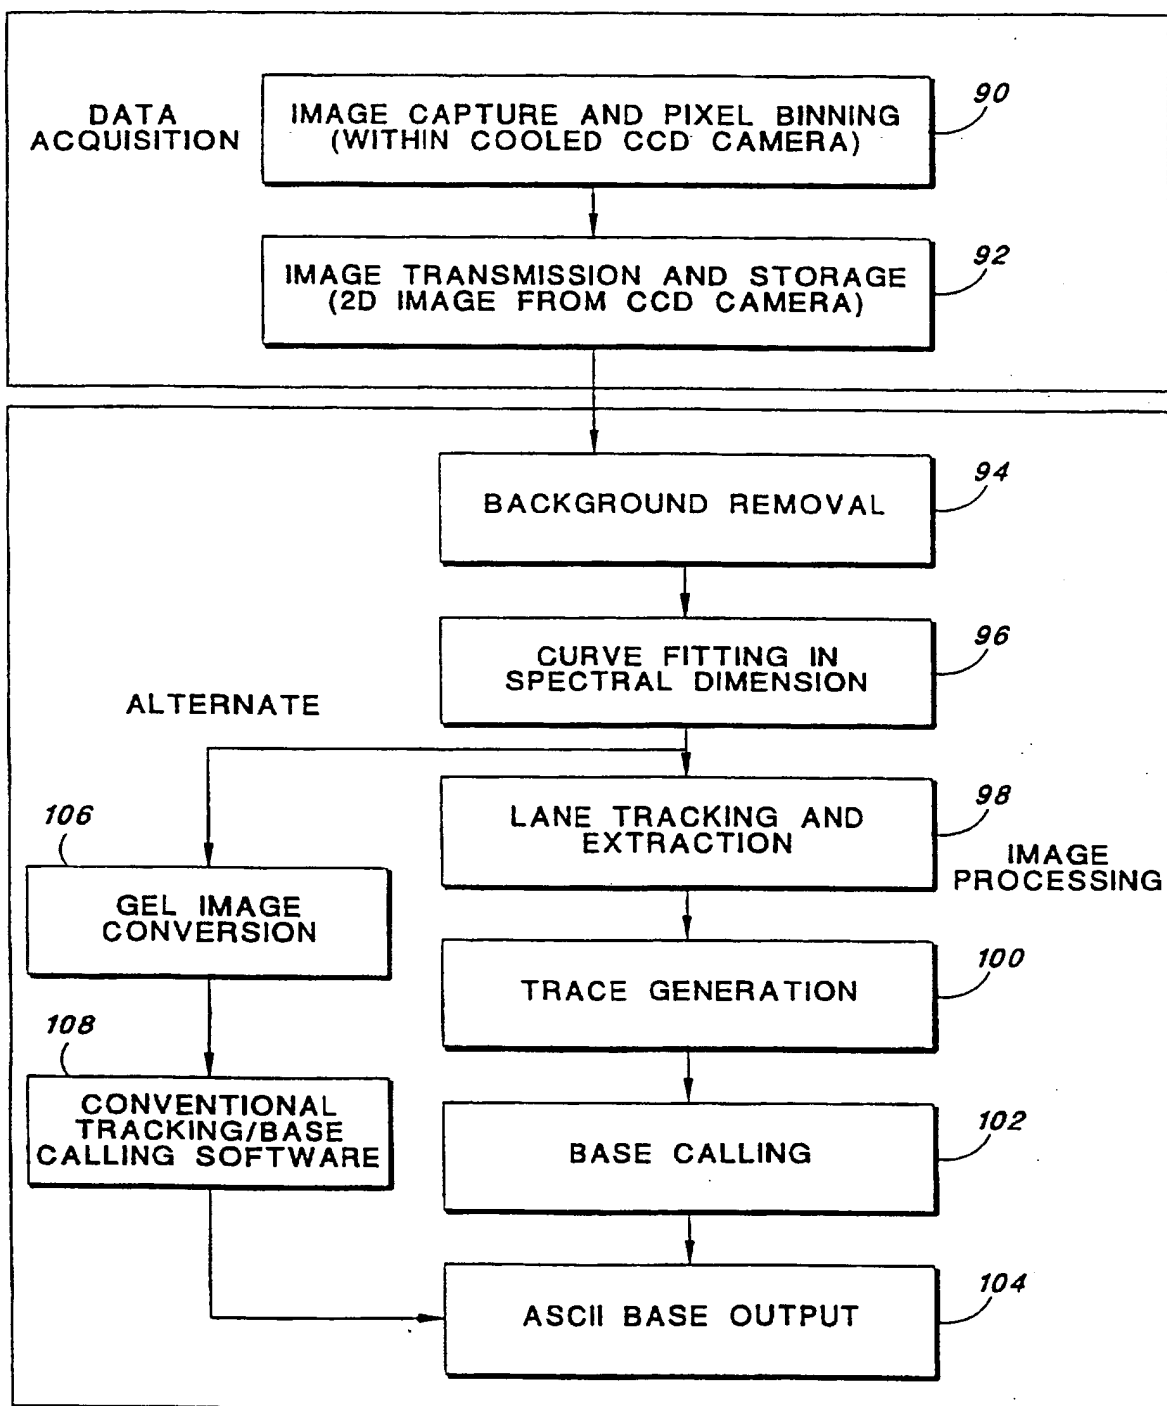 DATA
ACQUISITION
IMAGE CAPTURE AND PIXEL BINNING
(WITHIN COOLED CCD CAMERA)
90
IMAGE TRANSMISSION AND STORAGE
(2D IMAGE FROM CCD CAMERA)
92
BACKGROUND REMOVAL
94
CURVE FITTING IN
SPECTRAL DIMENSION
96
ALTERNATE
LANE TRACKING AND
EXTRACTION
98
IMAGE
PROCESSING
106
GEL IMAGE
CONVERSION
TRACE GENERATION
100
108
CONVENTIONAL
TRACKING/BASE
CALLING SOFTWARE
BASE CALLING
102
ASCII BASE OUTPUT
104